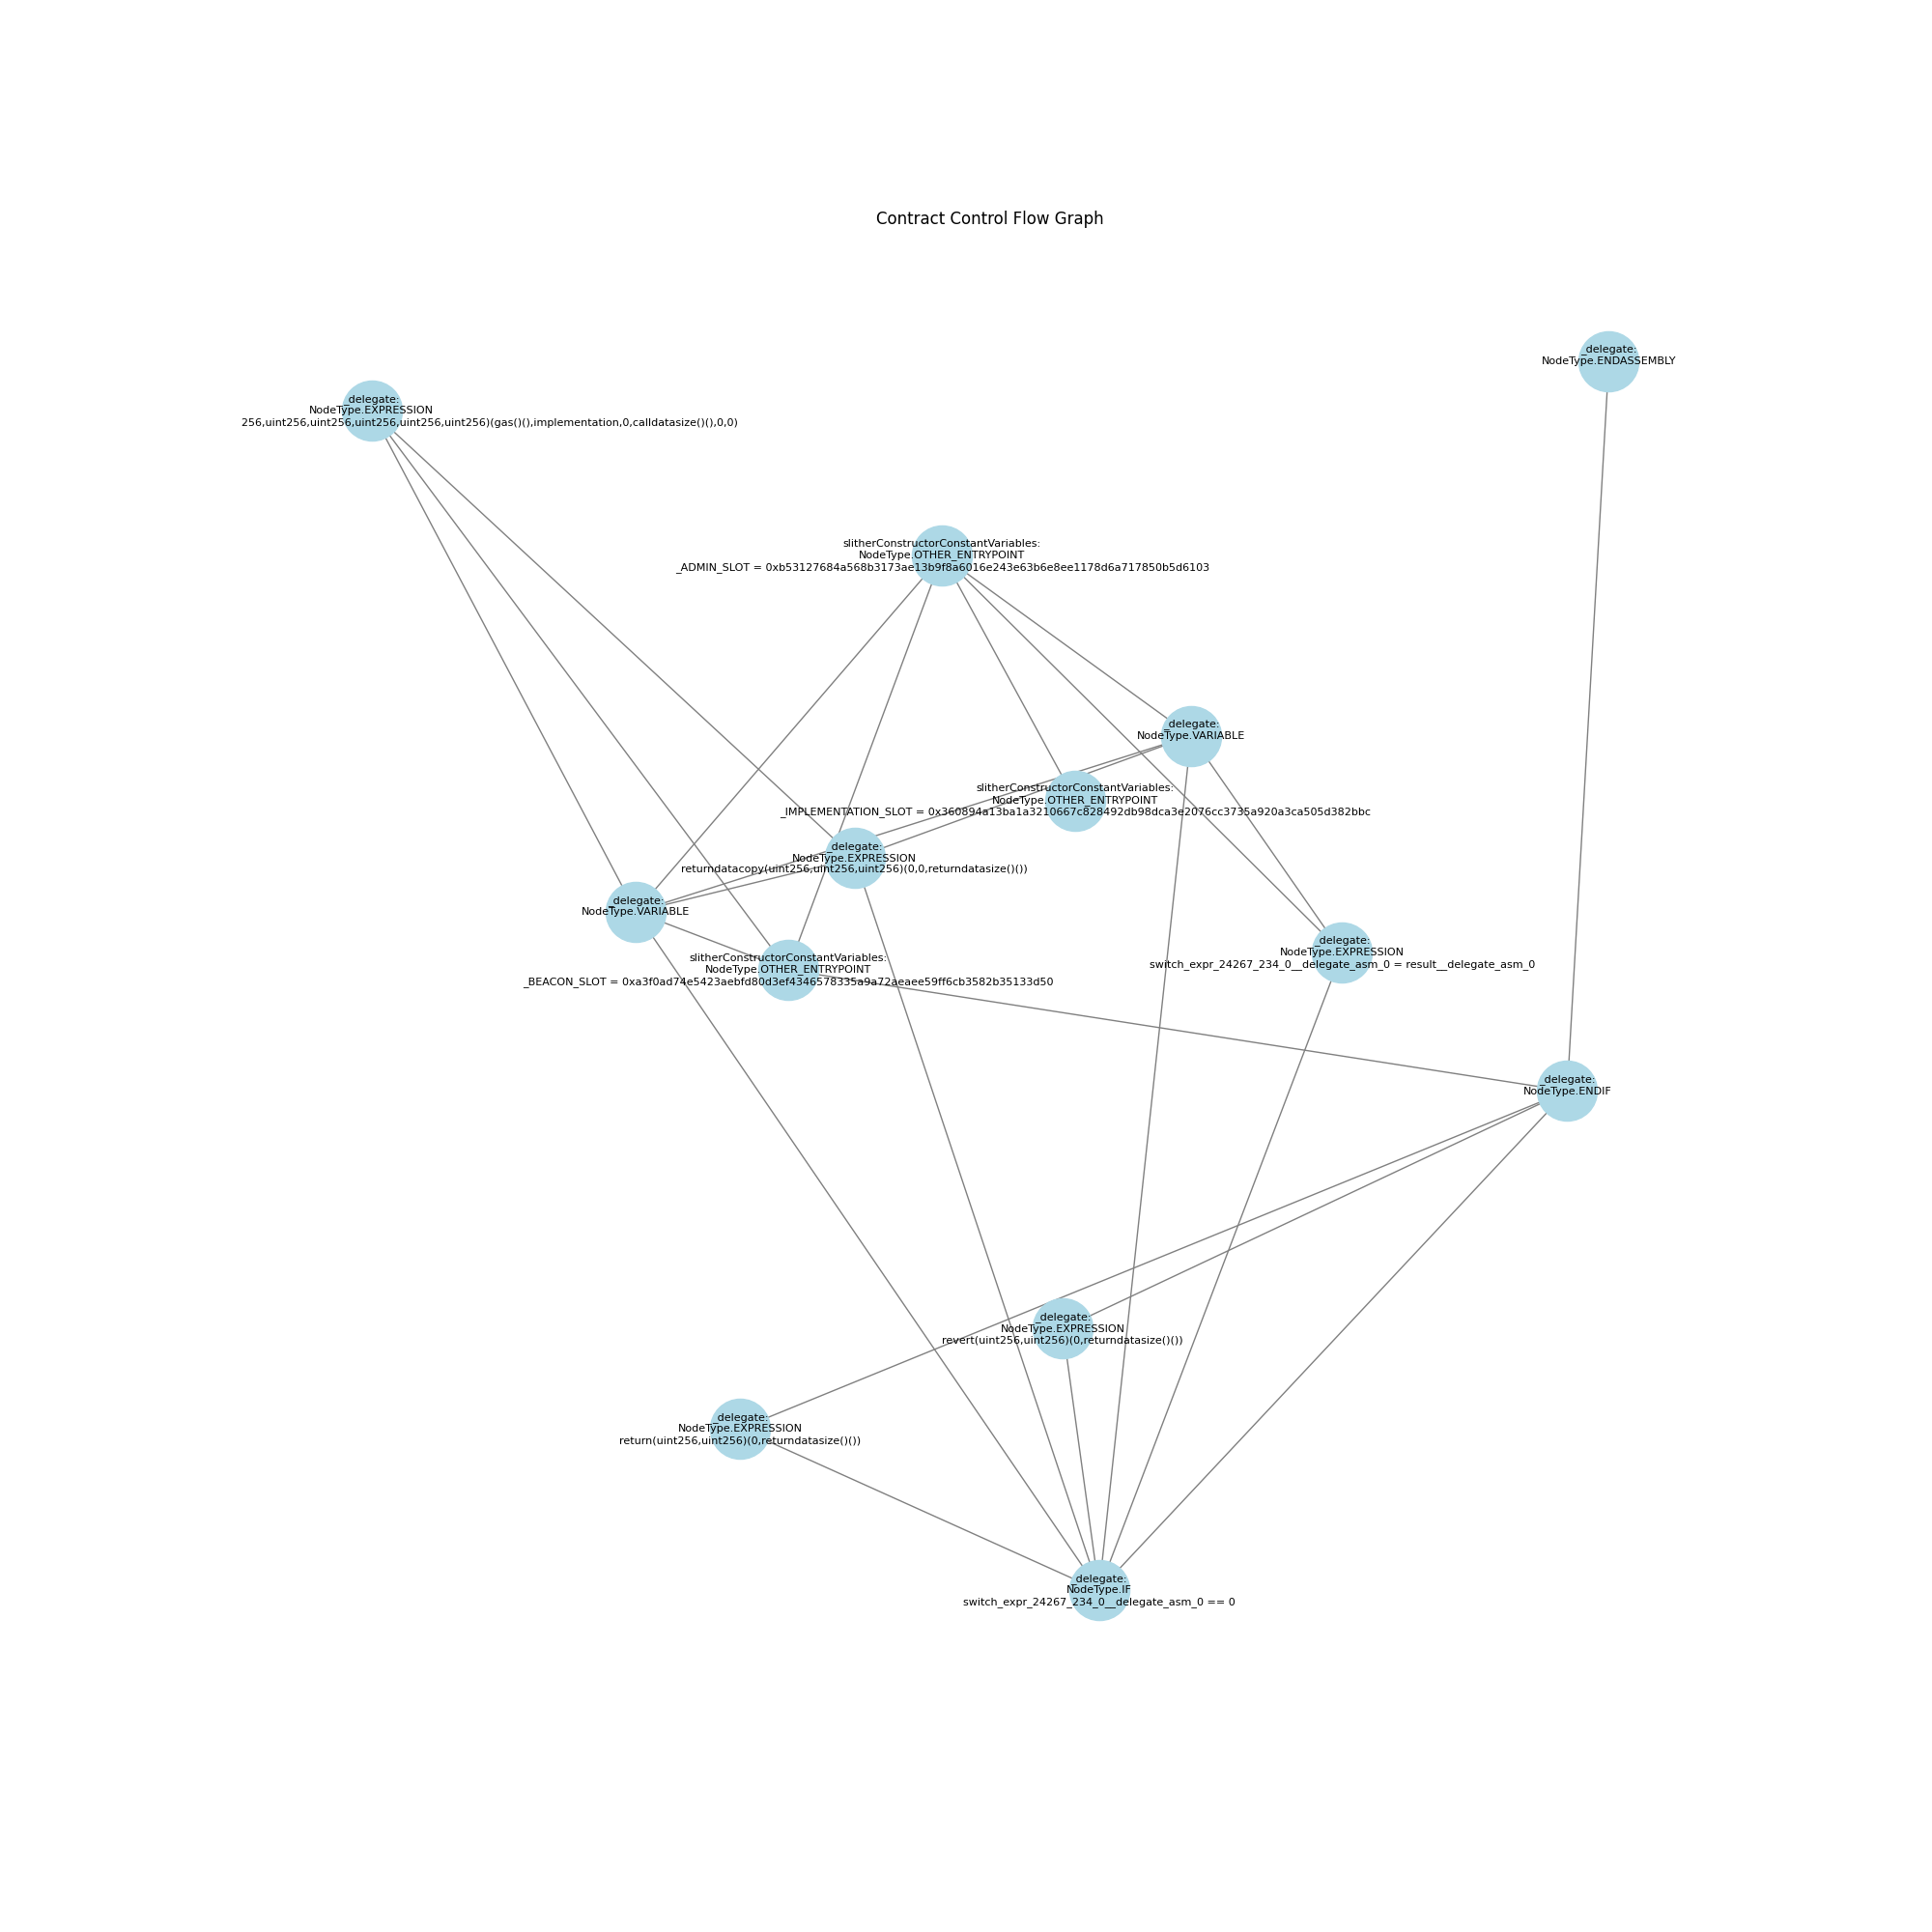 Contract Control Flow Graph
_delegate:
NodeType.ENDASSEMBLY
_delegate:
NodeType.EXPRESSION
256,uint256,uint256,uint256,uint256,uint256)(gas()(),implementation,0,calldatasize()(),0,0)
slitherConstructorConstantVariables:
NodeType.OTHER_ENTRYPOINT
_ADMIN_SLOT = 0xb53127684a568b3173ae13b9f8a6016e243e63b6e8ee1178d6a717850b5d6103
_delegate:
NodeType.VARIABLE
slitherConstructorConstantVariables:
NodeType.OTHER_ENTRYPOINT
_IMPLEMENTATION_SLOT = 0x360894a13ba1a3210667c828492db98dca3e2076cc3735a920a3ca505d382bbc
_delegate:
NodeType.EXPRESSION
returndatacopy(uint256,uint256,uint256)(0,0,returndatasize()())
_delegate:
NodeType.VARIABLE
_delegate:
NodeType.EXPRESSION
switch_expr_24267_234_0__delegate_asm_0 = result__delegate_asm_0
slitherConstructorConstantVariables:
NodeType.OTHER_ENTRYPOINT
_BEACON_SLOT = 0xa3f0ad74e5423aebfd80d3ef4346578335a9a72aeaee59ff6cb3582b35133d50
_delegate:
NodeType.ENDIF
_delegate:
NodeType.EXPRESSION
revert(uint256,uint256)(0,returndatasize()())
_delegate:
NodeType.EXPRESSION
return(uint256,uint256)(0,returndatasize()())
_delegate:
NodeType.IF
switch_expr_24267_234_0__delegate_asm_0 == 0